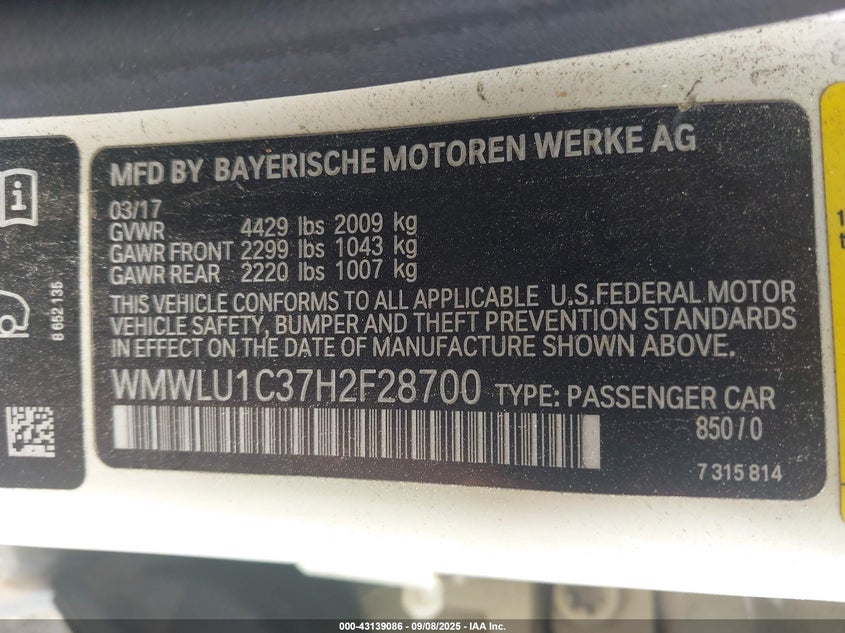 MFD BY BAYERISCHE MOTOREN WERKE AG
03/17
GVWR 4429 lbs 2009 kg
GAWR FRONT 2299 lbs 1043 kg
GAWR REAR 2220 lbs 1007 kg
THIS VEHICLE CONFORMS TO ALL APPLICABLE U.S.FEDERAL MOTOR
VEHICLE SAFETY, BUMPER AND THEFT PREVENTION STANDARDS
IN EFFECT ON THE DATE OF MANUFACTURE SHOWN ABOVE.
WMWLU1C37H2F28700 TYPE: PASSENGER CAR
850/0
7 315 814
8 652 135
000-43139086 - 09/08/2025 - IAA Inc.